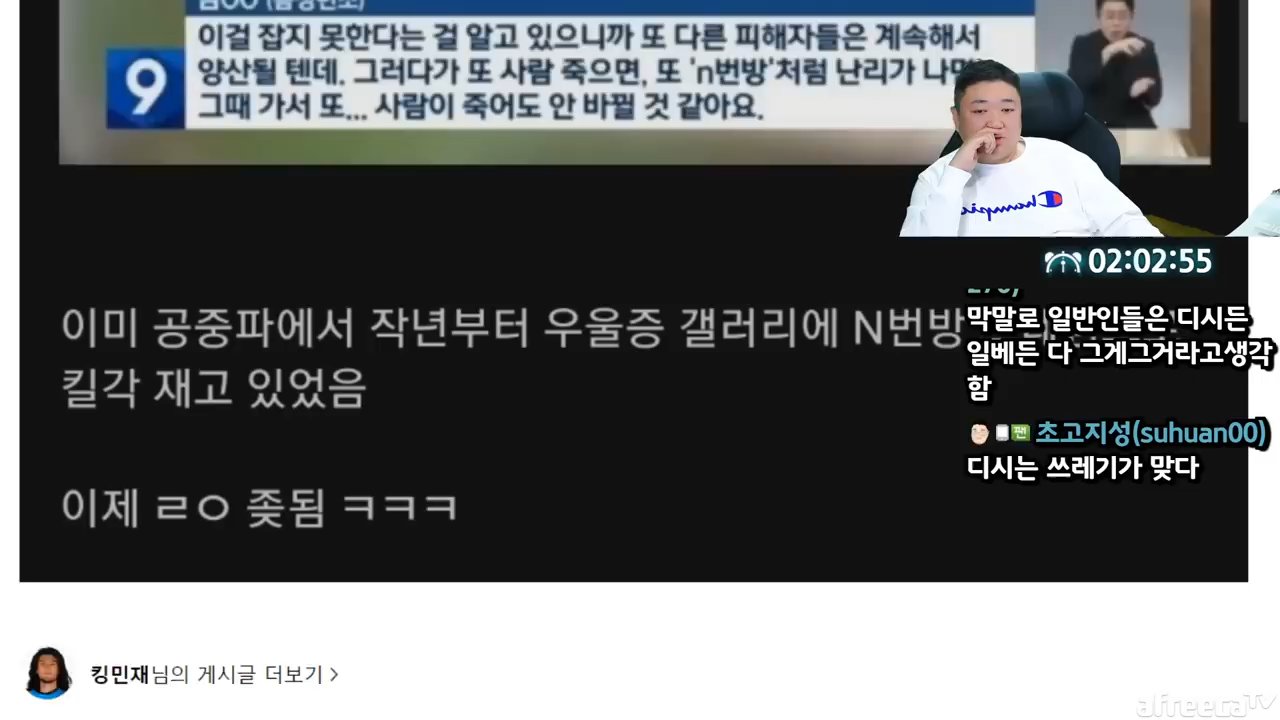 이걸 잡지 못한다는 걸 알고 있으니까 또 다른 피해자들은 계속해서
양산될 텐데. 그러다가 또 사람 죽으면, 또 'n번방'처럼 난리가
그때 가서 또... 사람이 죽어도 안 바뀔 것 같아요.
9
Champion
02:02:55
이미 공중파에서 작년부터 우울증 갤러리에 N번방
킬각 재고 있었음
이제 ㄹㅇ 좆됨 ㅋㅋㅋ
막말로 일반인들은 디시든
일베든 다 그게그거라고생각
함
팬 초고지성(suhuan00)
디시는 쓰레기가 맞다
킹민재님의 게시글 더보기 >
afreecaTV